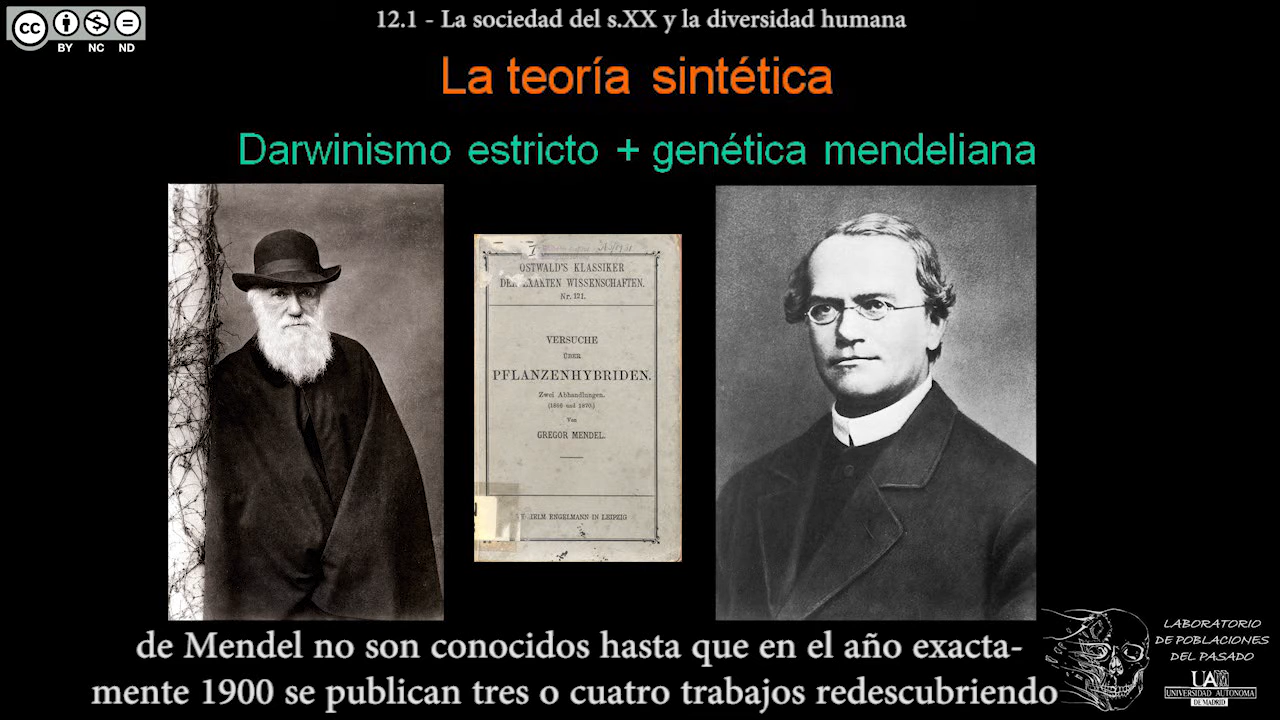 12.1 - La sociedad del s.XX y la diversidad humana
BY NC ND
La teoría sintética
Darwinismo estricto + genética mendeliana
OSTWALD'S KLASSIKER
DER EXAKTEN WISSENSCHAFTEN.
Nr. 121.
VERSUCHE
ÜBER
PFLANZENHYBRIDEN.
Zwei Abhandlungen.
Von
GREGOR MENDEL.
ENGELMANN IN LEIPZIG
de Mendel no son conocidos hasta que en el año exacta-
mente 1900 se publican tres o cuatro trabajos redescubriendo
LABORATORIO
DE POBLACIONES
DEL PASADO
UAM
UNIVERSIDAD AUTONOMA
DE MADRID